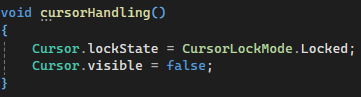 void cursorHandling()
{
    Cursor.lockState = CursorLockMode.Locked;
    Cursor.visible = false;
}